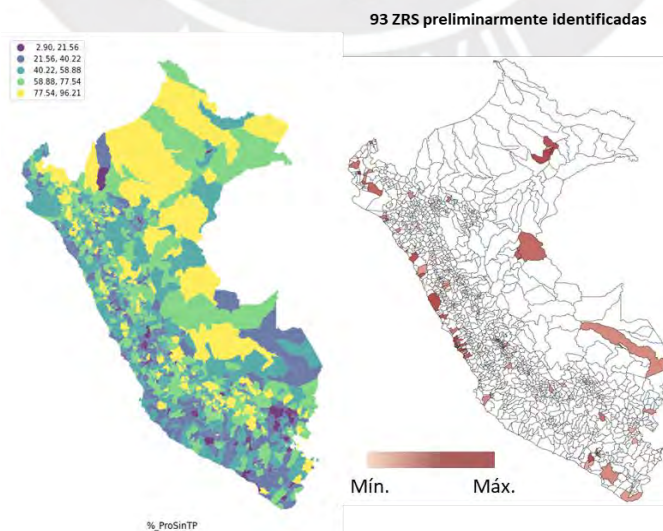 93 ZRS preliminarmente identificadas
2.90, 21.56
21.56, 40.22
40.22, 58.88
58.88, 77.54
77.54, 96.21
Mín.
Máx.
%_ProSinTP